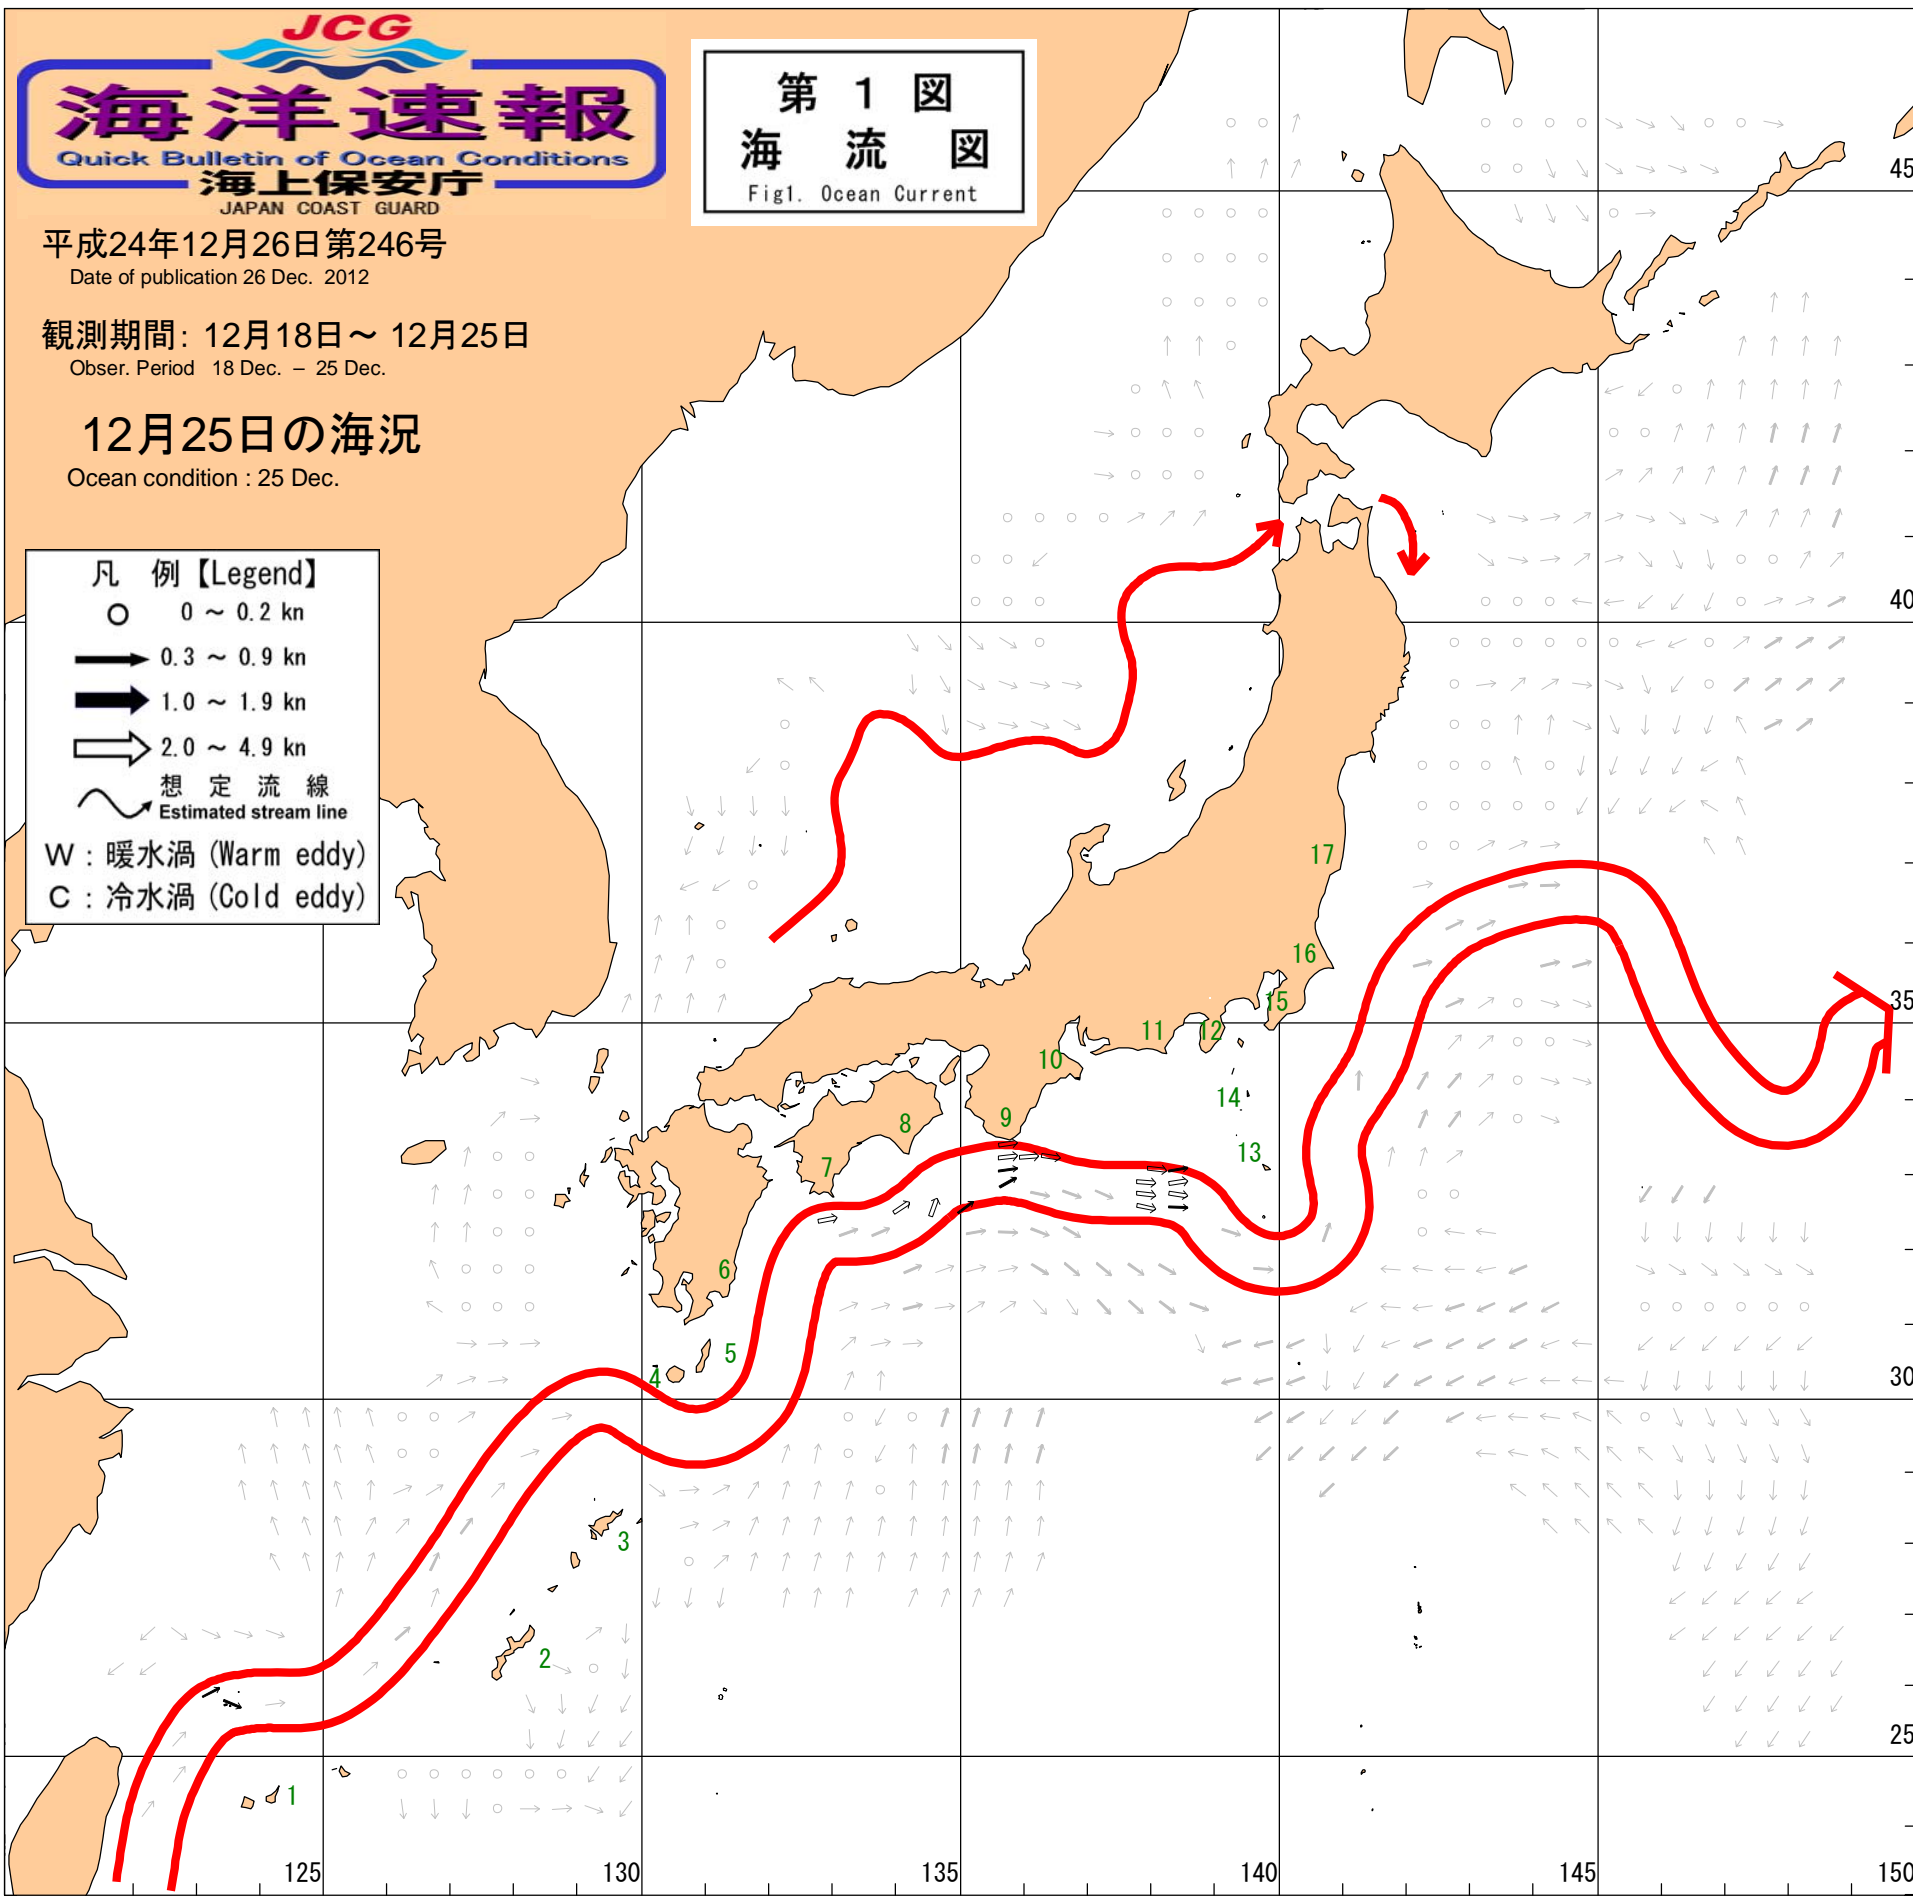 JCG
海洋速報
Quick Bulletin of Ocean Conditions
海上保安庁
JAPAN COAST GUARD
第 1 図
海 流 図
Fig1. Ocean Current
平成24年12月26日第246号
Date of publication 26 Dec. 2012
観測期間: 12月18日~ 12月25日
Obser. Period 18 Dec. – 25 Dec.
12月25日の海況
Ocean condition : 25 Dec.
凡 例【Legend】
0 ~ 0.2 kn
0.3 ~ 0.9 kn
1.0 ~ 1.9 kn
2.0 ~ 4.9 kn
想 定 流 線
Estimated stream line
W : 暖水渦 (Warm eddy)
C : 冷水渦 (Cold eddy)
45
40
17
16
35
15
12
11
10
14
9
8
13
7
6
5
4
30
3
2
25
1
125
130
135
140
145
150